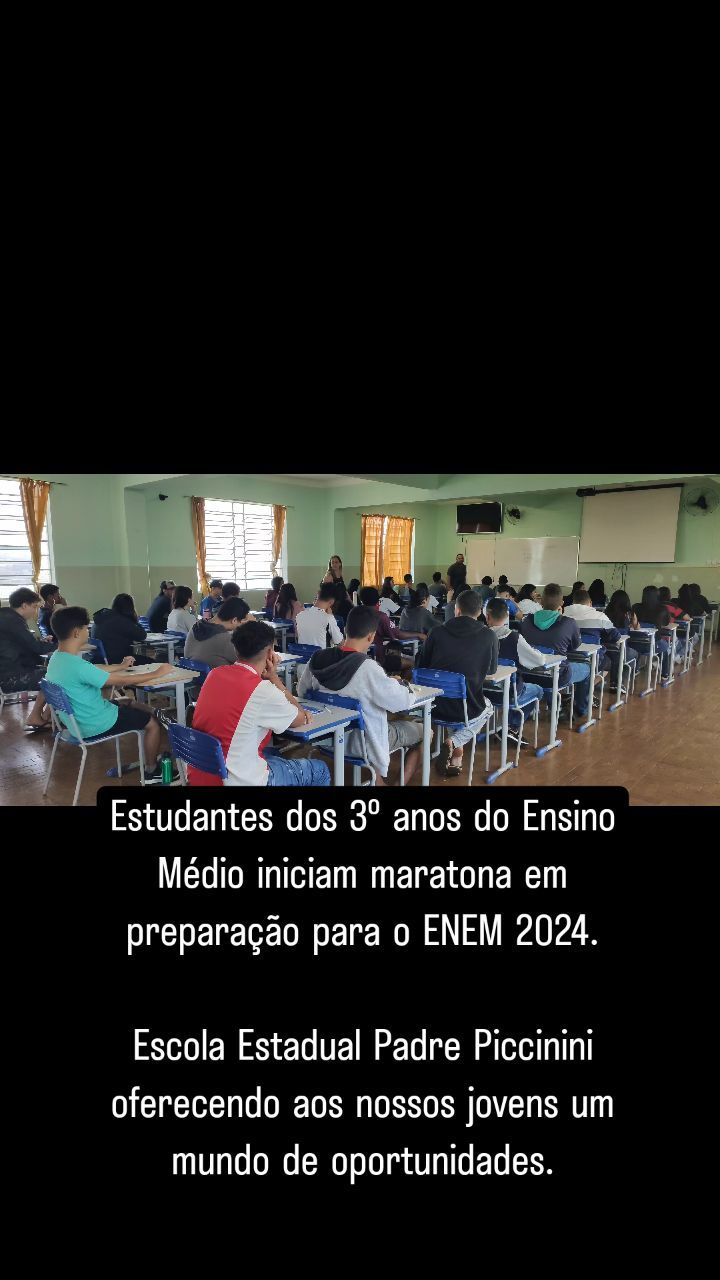 Estudantes dos 3º anos do Ensino
Médio iniciam maratona em
preparação para o ENEM 2024.
Escola Estadual Padre Piccinini
oferecendo aos nossos jovens um
mundo de oportunidades.